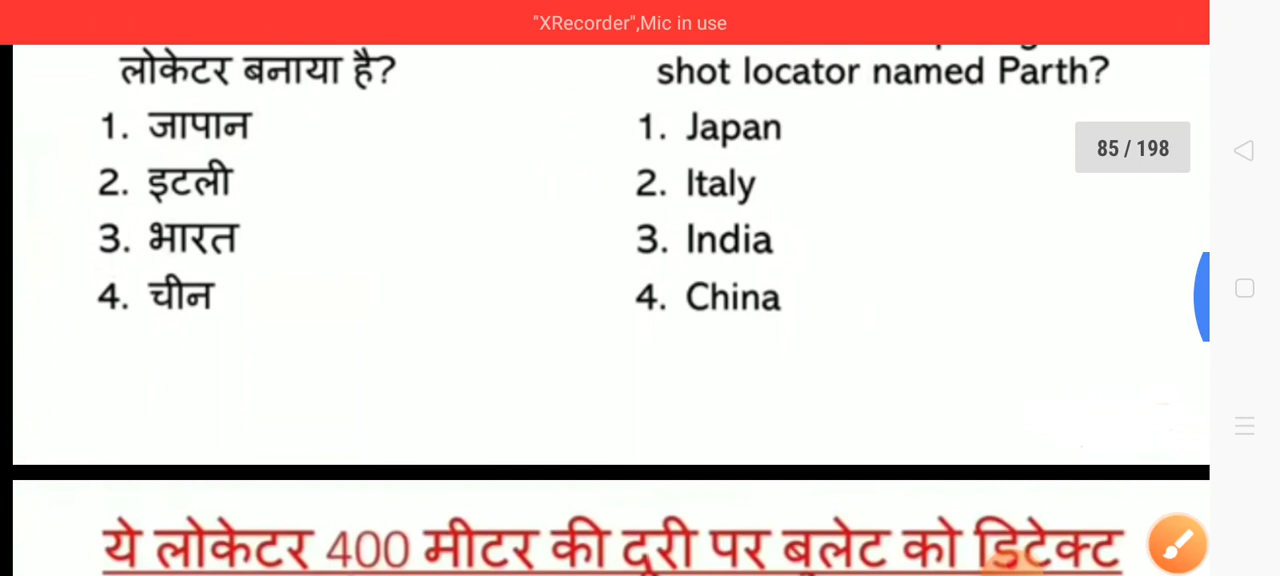 "XRecorder",Mic in use
लोकेटर बनाया है?
1. जापान
2. इटली
3. भारत
4. चीन
shot locator named Parth?
1. Japan
2. Italy
3. India
4. China
85 / 198
ये लोकेटर 400 मीटर की दूरी पर बुलेट को डिटेक्ट